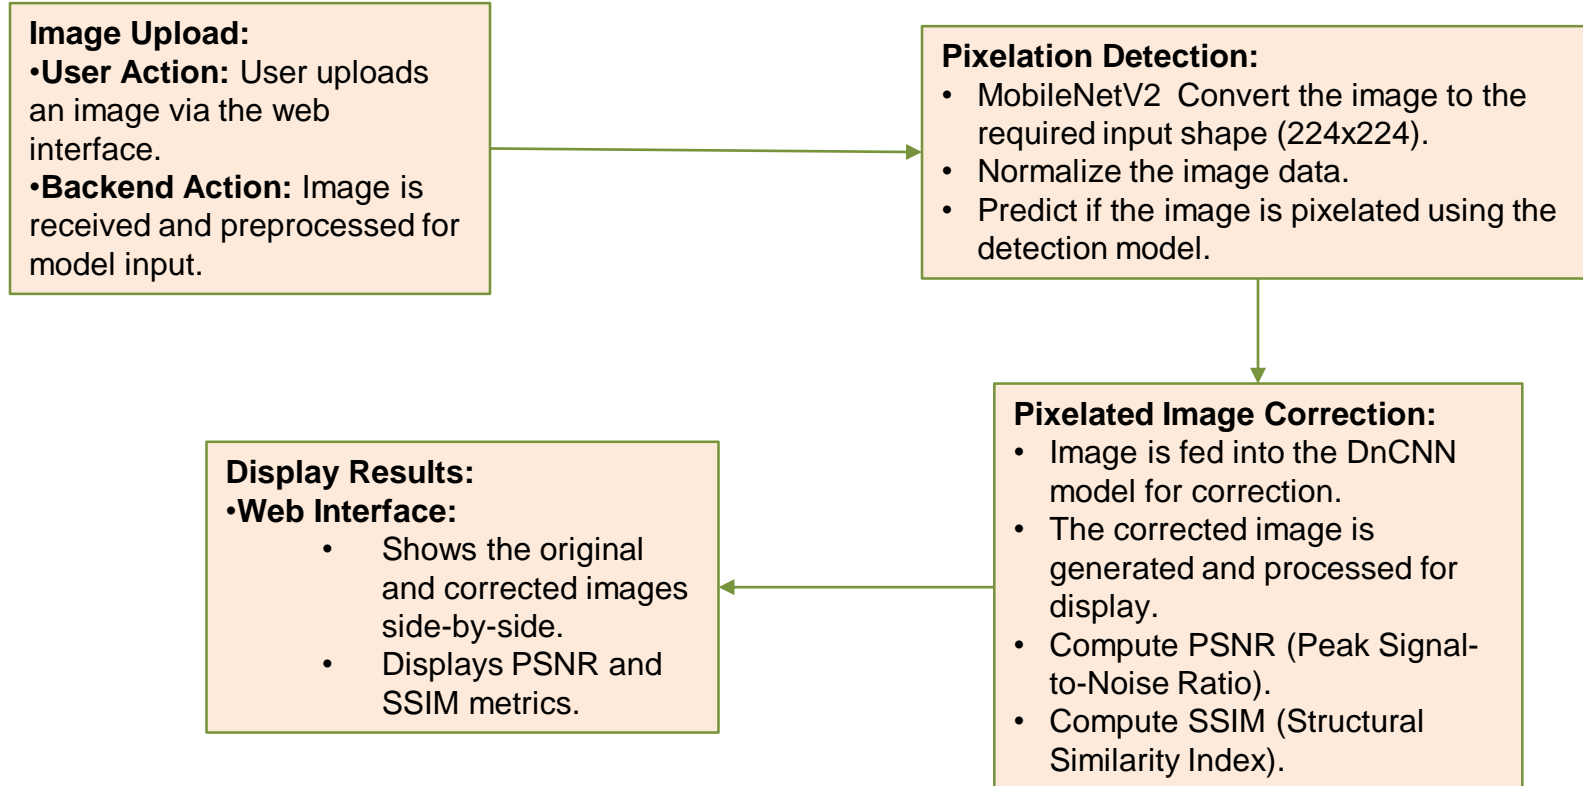 Image Upload:
•User Action: User uploads
an image via the web
interface.
•Backend Action: Image is
received and preprocessed for
model input.
Pixelation Detection:
• MobileNetV2  Convert the image to the
required input shape (224x224).
• Normalize the image data.
• Predict if the image is pixelated using the
detection model.
Pixelated Image Correction:
• Image is fed into the DnCNN
model for correction.
• The corrected image is
generated and processed for
display.
• Compute PSNR (Peak Signal-
to-Noise Ratio).
• Compute SSIM (Structural
Similarity Index).
Display Results:
•Web Interface:
• Shows the original
and corrected images
side-by-side.
• Displays PSNR and
SSIM metrics.